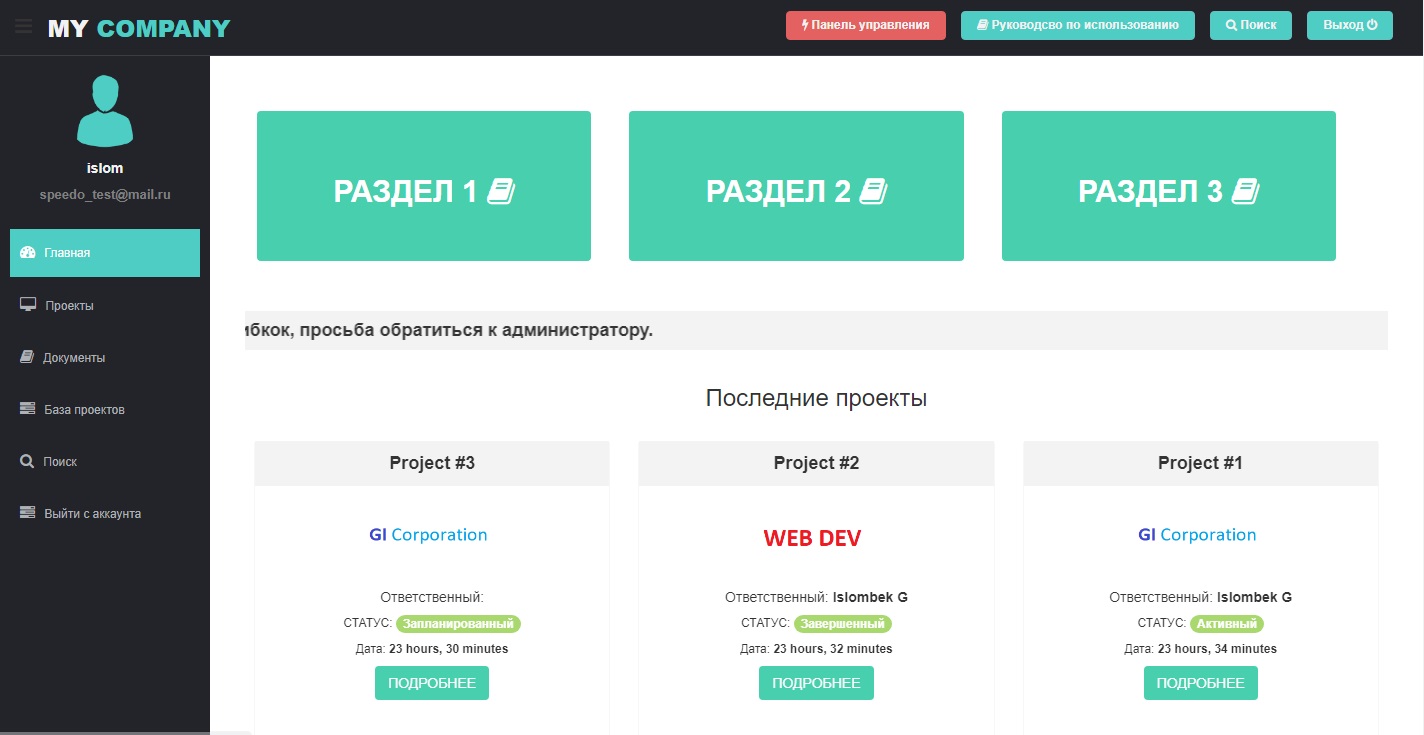 MY COMPANY
Панель управления
Руководсво по использованию
Поиск
Выход
islom
speedo_test@mail.ru
Главная
Проекты
Документы
База проектов
Поиск
Выйти с аккаунта
РАЗДЕЛ 1
РАЗДЕЛ 2
РАЗДЕЛ 3
ибкок, просьба обратиться к администратору.
Последние проекты
Project #3
GI Corporation
Ответственный:
СТАТУС: Запланированный
Дата: 23 hours, 30 minutes
ПОДРОБНЕЕ
Project #2
WEB DEV
Ответственный: Islombek G
СТАТУС: Завершенный
Дата: 23 hours, 32 minutes
ПОДРОБНЕЕ
Project #1
GI Corporation
Ответственный: Islombek G
СТАТУС: Активный
Дата: 23 hours, 34 minutes
ПОДРОБНЕЕ